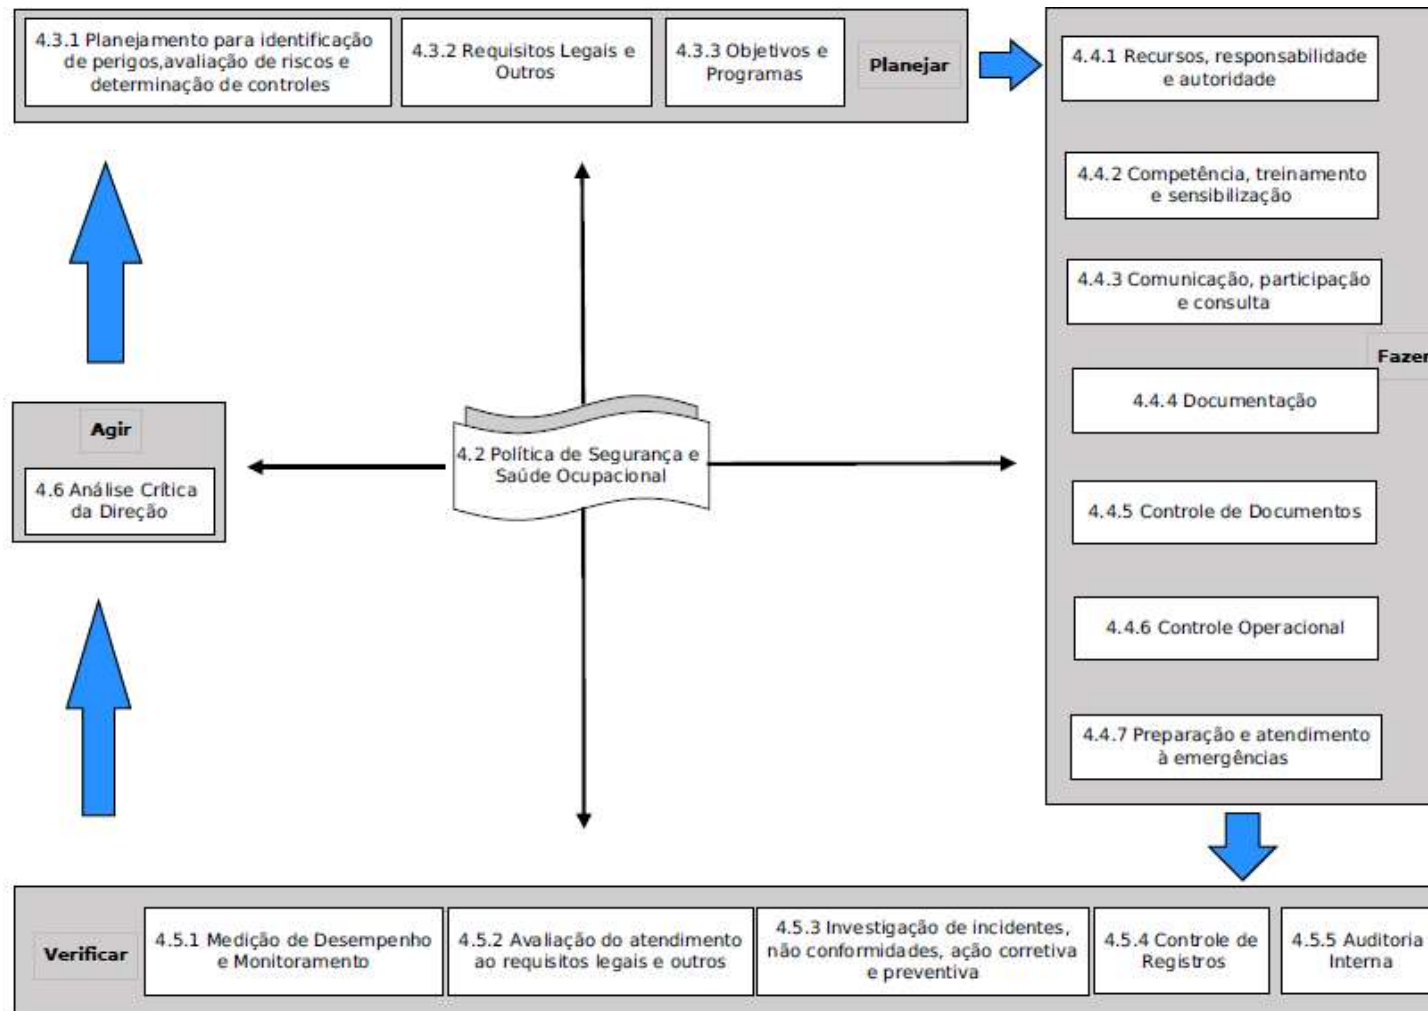 4.3.1 Planejamento para identificação
de perigos,avaliação de riscos e
determinação de controles
4.3.2 Requisitos Legais e
Outros
4.3.3 Objetivos e
Programas
Planejar
4.4.1 Recursos, responsabilidade
e autoridade
4.4.2 Competência, treinamento
e sensibilização
4.4.3 Comunicação, participação
e consulta
Fazer
4.4.4 Documentação
4.4.5 Controle de Documentos
4.4.6 Controle Operacional
4.4.7 Preparação e atendimento
à emergências
Agir
4.6 Análise Crítica
da Direção
4.2 Política de Segurança e
Saúde Ocupacional
Verificar
4.5.1 Medição de Desempenho
e Monitoramento
4.5.2 Avaliação do atendimento
ao requisitos legais e outros
4.5.3 Investigação de incidentes,
não conformidades, ação corretiva
e preventiva
4.5.4 Controle de
Registros
4.5.5 Auditoria
Interna